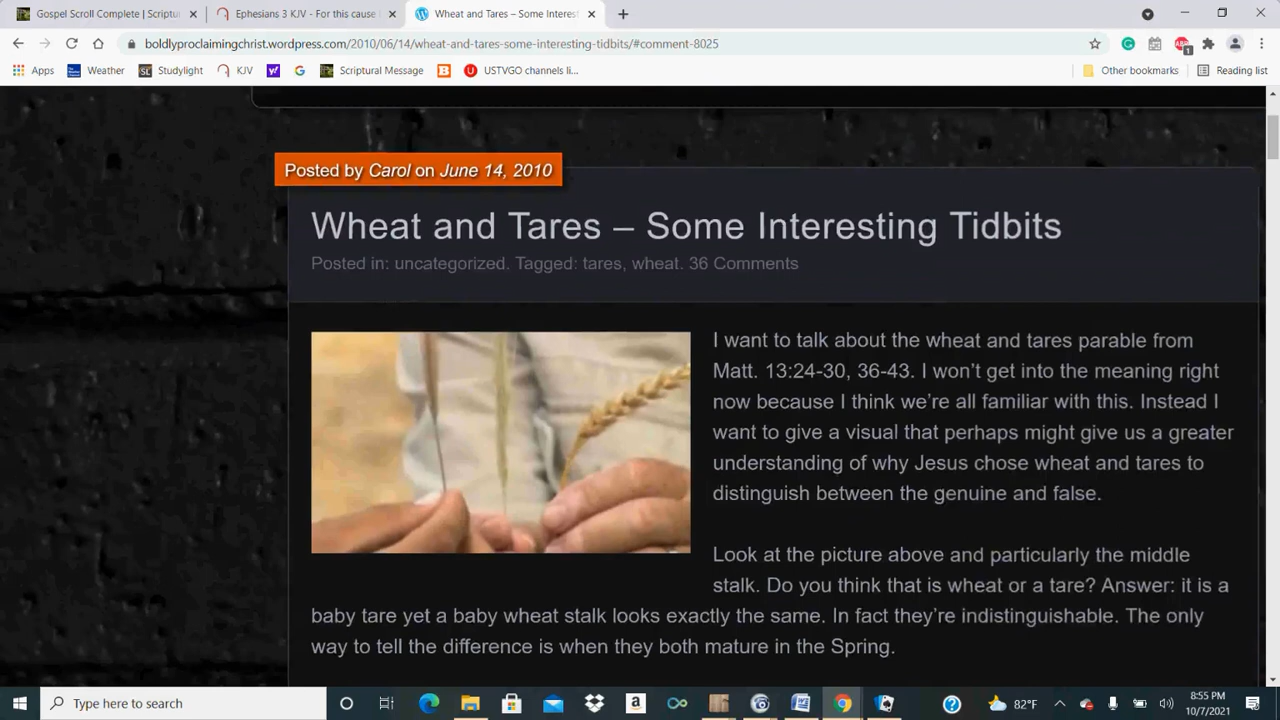 Gospel Scroll Complete | Scriptu
Ephesians 3 KJV - For this cause
Wheat and Tares – Some Interest
boldlyproclaimingchrist.wordpress.com/2010/06/14/wheat-and-tares-some-interesting-tidbits/#comment-8025
Apps Weather Studylight KJV Scriptural Message USTVGO channels li... Other bookmarks Reading list
Posted by Carol on June 14, 2010
Wheat and Tares – Some Interesting Tidbits
Posted in: uncategorized. Tagged: tares, wheat. 36 Comments
I want to talk about the wheat and tares parable from
Matt. 13:24-30, 36-43. I won’t get into the meaning right
now because I think we’re all familiar with this. Instead I
want to give a visual that perhaps might give us a greater
understanding of why Jesus chose wheat and tares to
distinguish between the genuine and false.
Look at the picture above and particularly the middle
stalk. Do you think that is wheat or a tare? Answer: it is a
baby tare yet a baby wheat stalk looks exactly the same. In fact they’re indistinguishable. The only
way to tell the difference is when they both mature in the Spring.
Type here to search
82°F
8:55 PM
10/7/2021